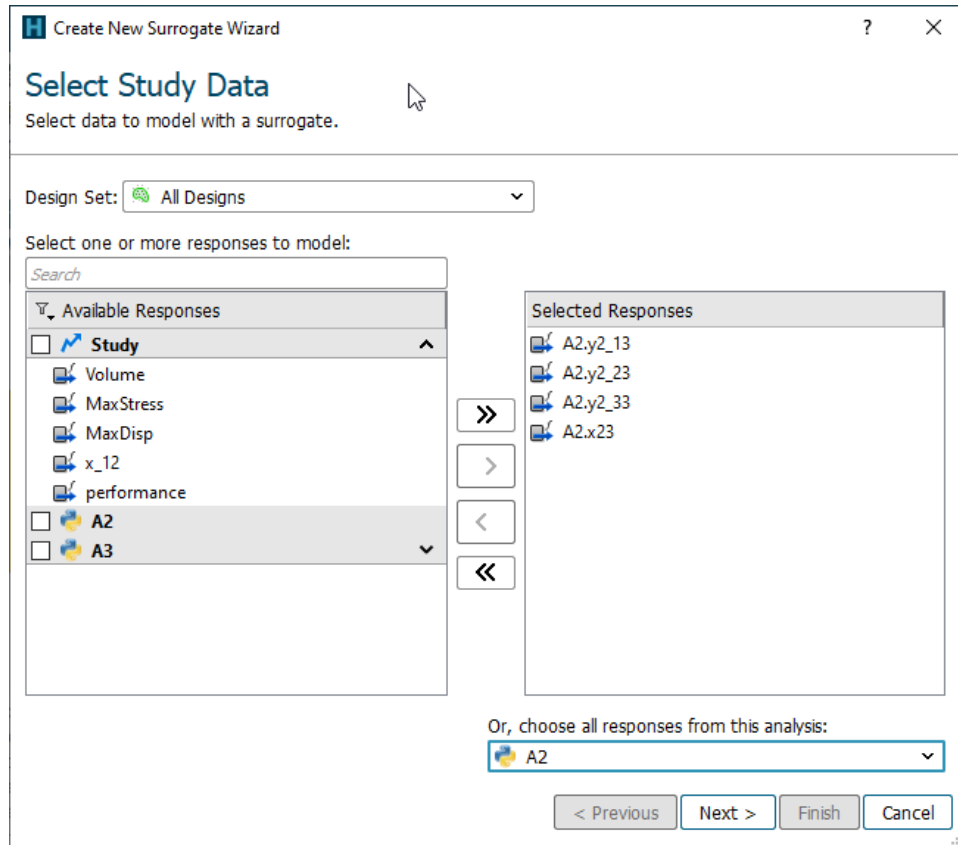 Create New Surrogate Wizard
?
Select Study Data
Select data to model with a surrogate.
Design Set: All Designs
Select one or more responses to model:
Search
Available Responses
Study
Volume
MaxStress
MaxDisp
x_12
performance
A2
A3
Selected Responses
A2.y2_13
A2.y2_23
A2.y2_33
A2.x23
Or, choose all responses from this analysis:
A2
< Previous Next > Finish Cancel